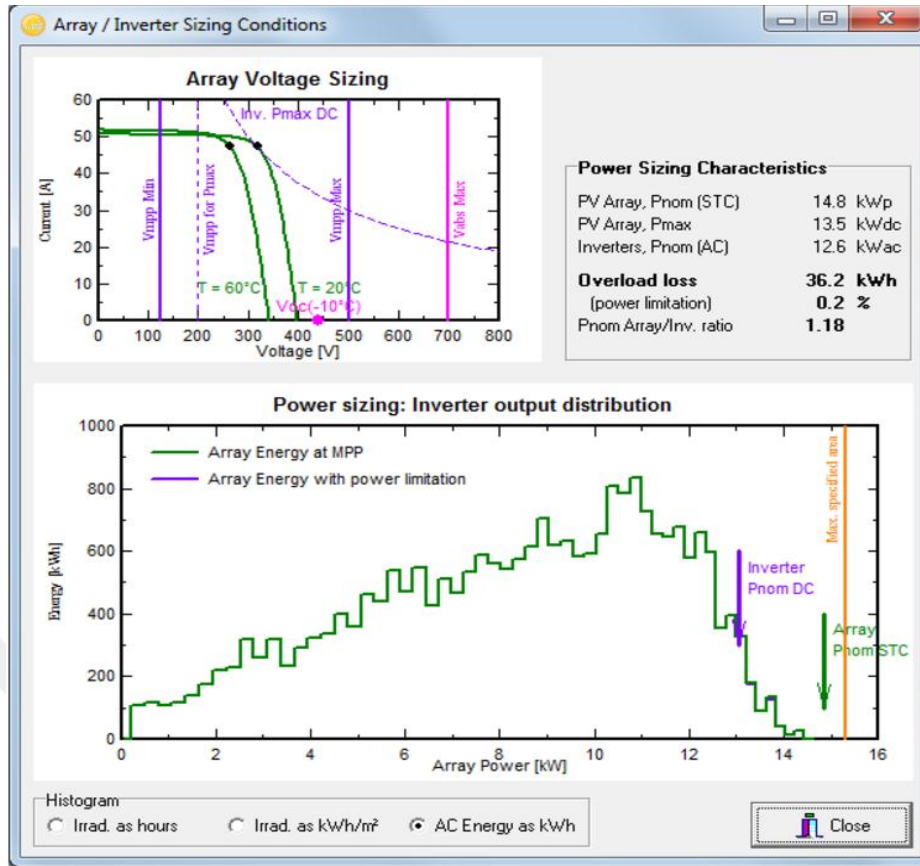 Array / Inverter Sizing Conditions
Array Voltage Sizing
60
50
40
30
20
10
0
Current [A]
Inv. Pmax DC
Vmpp Min
Vmpp for Pmax
Vmpp Max
Vabs Max
T = 60°C
T = 20°C
Voc(-10°C)
0 100 200 300 400 500 600 700 800
Voltage [V]
Power Sizing Characteristics
PV Array, Pnom (STC) 14.8 kWp
PV Array, Pmax 13.5 kWdc
Inverters, Pnom (AC) 12.6 kWac
Overload loss 36.2 kWh
(power limitation) 0.2 %
Pnom Array/Inv. ratio 1.18
Power sizing: Inverter output distribution
1000
800
600
400
200
0
Energy [kWh]
Array Energy at MPP
Array Energy with power limitation
Inverter
Pnom DC
Max. specified area
Array
Pnom STC
0 2 4 6 8 10 12 14 16
Array Power [kW]
Histogram
Irrad. as hours
Irrad. as kWh/m²
AC Energy as kWh
Close